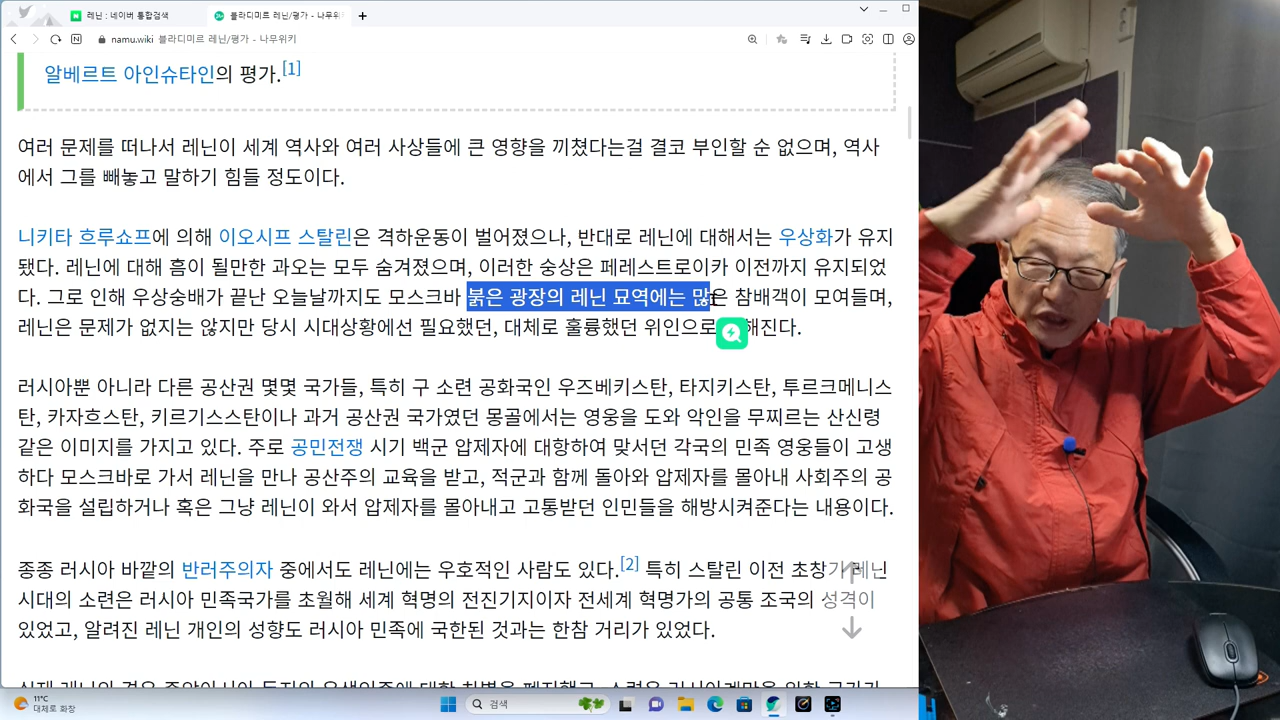 레닌 : 네이버 통합검색
블라디미르 레닌/평가 - 나무위키
namu.wiki 블라디미르 레닌/평가 - 나무위키
알베르트 아인슈타인의 평가.[1]
여러 문제를 떠나서 레닌이 세계 역사와 여러 사상들에 큰 영향을 끼쳤다는걸 결코 부인할 순 없으며, 역사
에서 그를 빼놓고 말하기 힘들 정도이다.
니키타 흐루쇼프에 의해 이오시프 스탈린은 격하운동이 벌어졌으나, 반대로 레닌에 대해서는 우상화가 유지
됐다. 레닌에 대해 흠이 될만한 과오는 모두 숨겨졌으며, 이러한 숭상은 페레스트로이카 이전까지 유지되었
다. 그로 인해 우상숭배가 끝난 오늘날까지도 모스크바 붉은 광장의 레닌 묘역에는 많은 참배객이 모여들며,
레닌은 문제가 없지는 않지만 당시 시대상황에선 필요했던, 대체로 훌륭했던 위인으로 해진다.
러시아뿐 아니라 다른 공산권 몇몇 국가들, 특히 구 소련 공화국인 우즈베키스탄, 타지키스탄, 투르크메니스
탄, 카자흐스탄, 키르기스스탄이나 과거 공산권 국가였던 몽골에서는 영웅을 도와 악인을 무찌르는 산신령
같은 이미지를 가지고 있다. 주로 공민전쟁 시기 백군 압제자에 대항하여 맞서던 각국의 민족 영웅들이 고생
하다 모스크바로 가서 레닌을 만나 공산주의 교육을 받고, 적군과 함께 돌아와 압제자를 몰아내 사회주의 공
화국을 설립하거나 혹은 그냥 레닌이 와서 압제자를 몰아내고 고통받던 인민들을 해방시켜준다는 내용이다.
종종 러시아 바깥의 반러주의자 중에서도 레닌에는 우호적인 사람도 있다.[2] 특히 스탈린 이전 초창기 레닌
시대의 소련은 러시아 민족국가를 초월해 세계 혁명의 전진기지이자 전세계 혁명가의 공통 조국의 성격이
있었고, 알려진 레닌 개인의 성향도 러시아 민족에 국한된 것과는 한참 거리가 있었다.
11°C
대체로 화창
검색